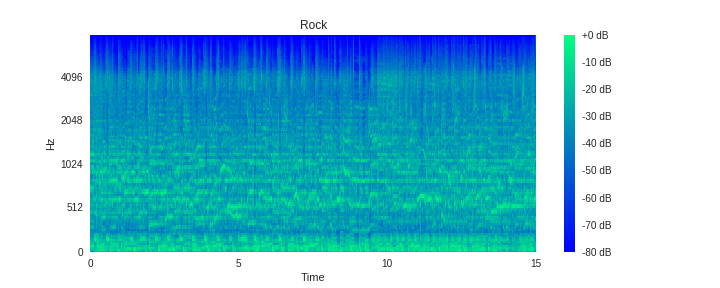 Rock
Hz
4096
2048
1024
512
0
0
5
10
15
Time
+0 dB
-10 dB
-20 dB
-30 dB
-40 dB
-50 dB
-60 dB
-70 dB
-80 dB